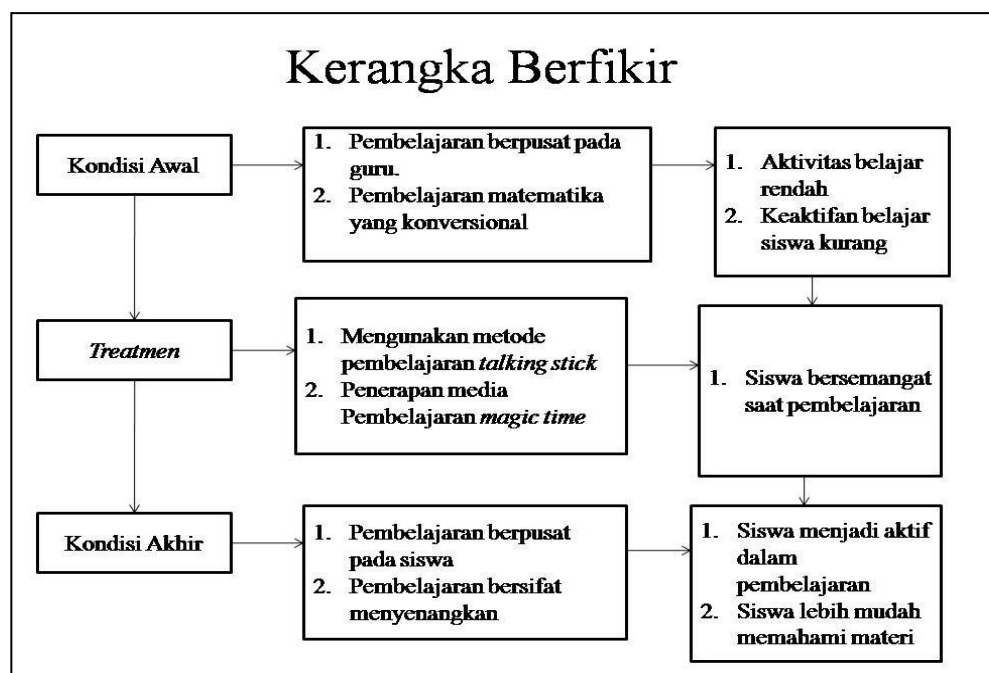 Kerangka Berfikir
Kondisi Awal
1. Pembelajaran berpusat pada
guru.
2. Pembelajaran matematika
yang konversional
1. Aktivitas belajar
rendah
2. Keaktifan belajar
siswa kurang
Treatmen
1. Mengunakan metode
pembelajaran talking stick
2. Penerapan media
Pembelajaran magic time
1. Siswa bersemangat
saat pembelajaran
Kondisi Akhir
1. Pembelajaran berpusat
pada siswa
2. Pembelajaran bersifat
menyenangkan
1. Siswa menjadi aktif
dalam
pembelajaran
2. Siswa lebih mudah
memahami materi